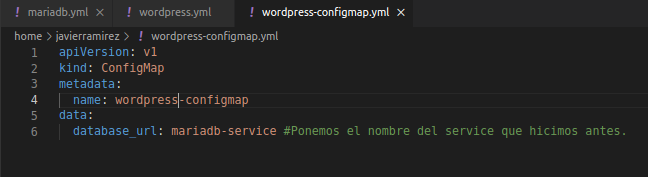 ! mariadb.yml ! wordpress.yml ! wordpress-configmap.yml ×
home > javierramirez > ! wordpress-configmap.yml
1 apiVersion: v1
2 kind: ConfigMap
3 metadata:
4   name: wordpress-configmap
5 data:
6   database_url: mariadb-service #Ponemos el nombre del service que hicimos antes.